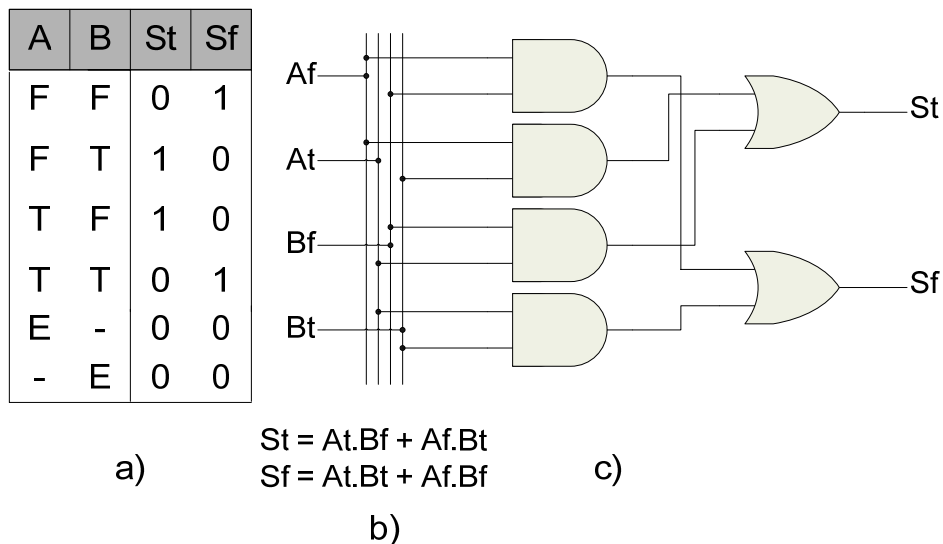 A B St Sf
F F 0 1
F T 1 0
T F 1 0
T T 0 1
E - 0 0
- E 0 0
a)
Af
At
Bf
Bt
St
Sf
St = At.Bf + Af.Bt
Sf = At.Bt + Af.Bf
b)
c)